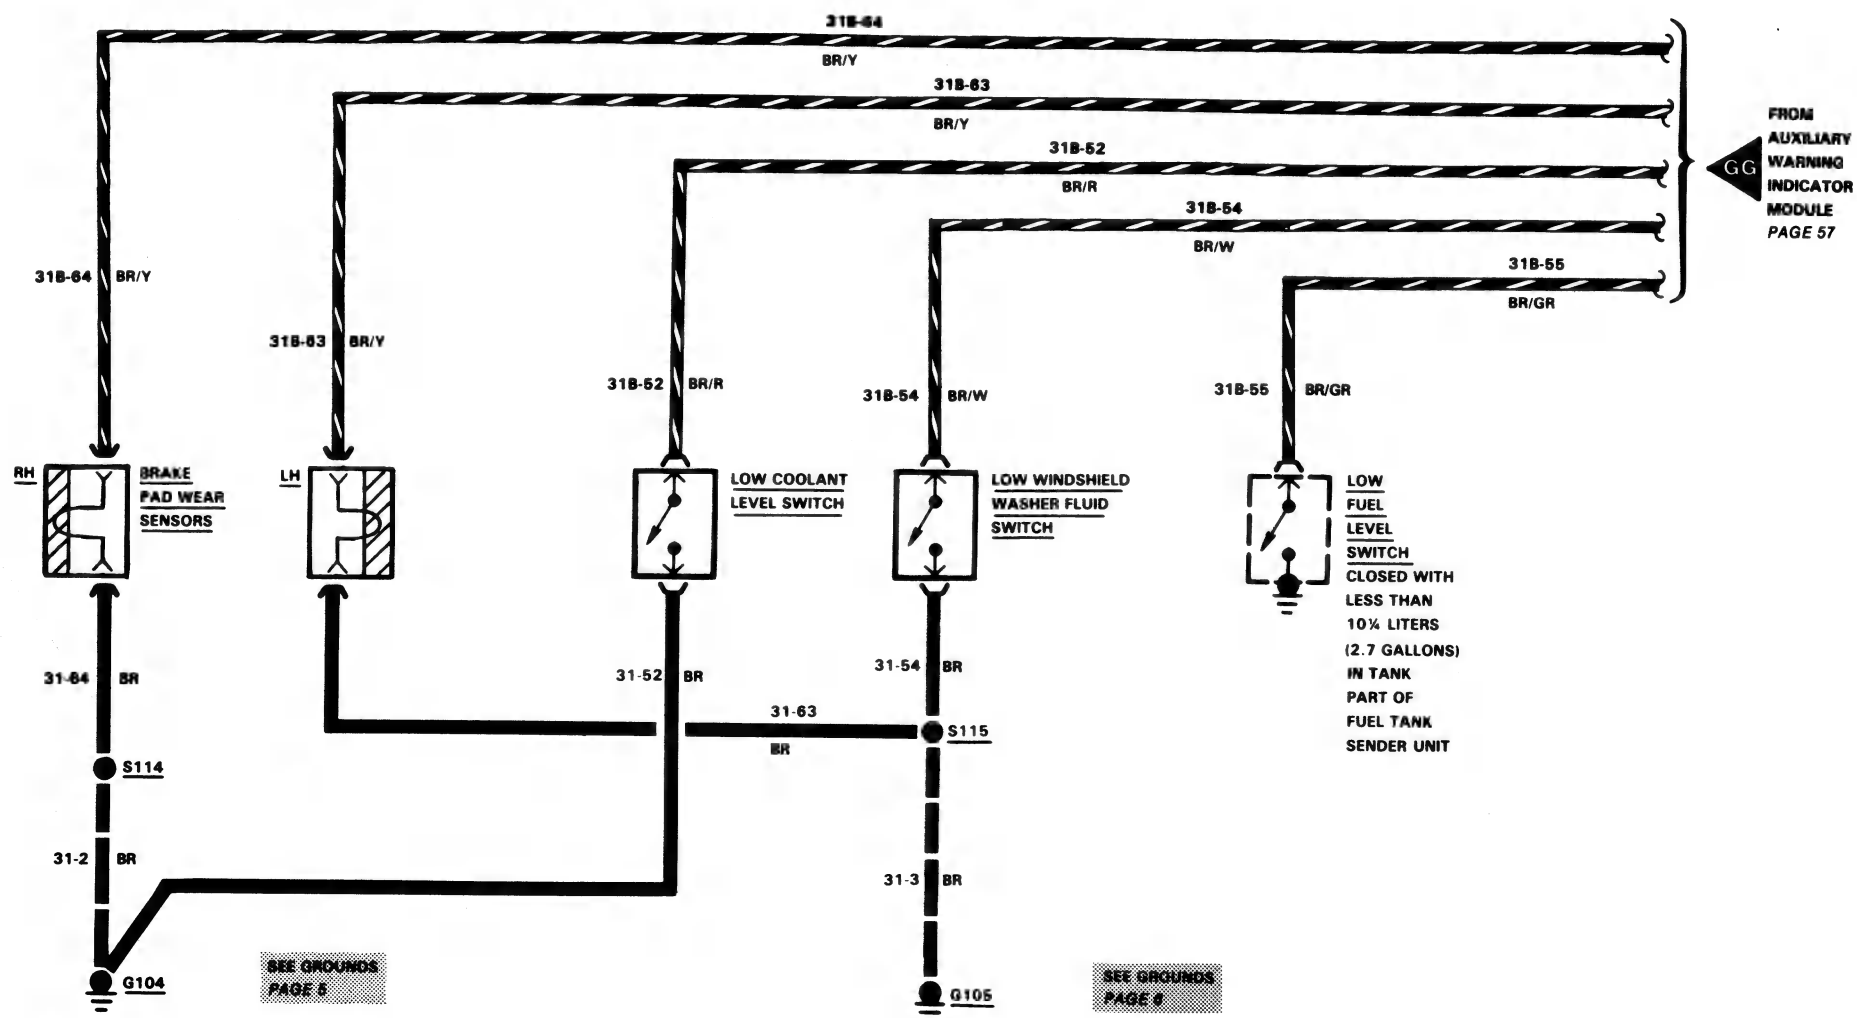 31B-64
BR/Y
31B-63
BR/Y
31B-52
BR/R
31B-54
BR/W
31B-55
BR/GR
GG
FROM
AUXILIARY
WARNING
INDICATOR
MODULE
PAGE 57
31B-64 BR/Y
31B-63 BR/Y
31B-52 BR/R
31B-54 BR/W
31B-55 BR/GR
RH
BRAKE
PAD WEAR
SENSORS
LH
LOW COOLANT
LEVEL SWITCH
LOW WINDSHIELD
WASHER FLUID
SWITCH
LOW
FUEL
LEVEL
SWITCH
CLOSED WITH
LESS THAN
10¼ LITERS
(2.7 GALLONS)
IN TANK
PART OF
FUEL TANK
SENDER UNIT
31-64 BR
31-52 BR
31-54 BR
31-63
BR
S115
S114
31-2 BR
31-3 BR
G104
SEE GROUNDS
PAGE 5
G105
SEE GROUNDS
PAGE 6